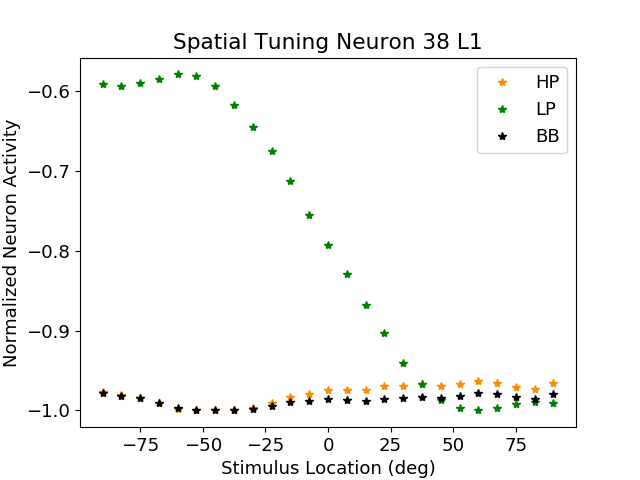 Spatial Tuning Neuron 38 L1
HP
LP
BB
Normalized Neuron Activity
−0.6
−0.7
−0.8
−0.9
−1.0
−75
−50
−25
0
25
50
75
Stimulus Location (deg)